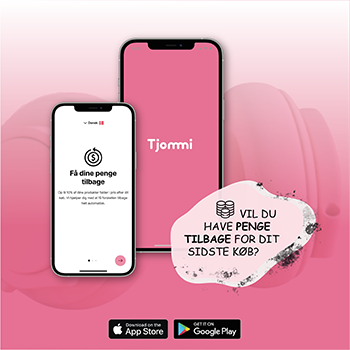 Dansk
Få dine penge
tilbage
Tjommi
VIL DU
HAVE PENGE
TILBAGE FOR DIT
SIDSTE KØB?
Download on the
App Store
GET IT ON
Google Play